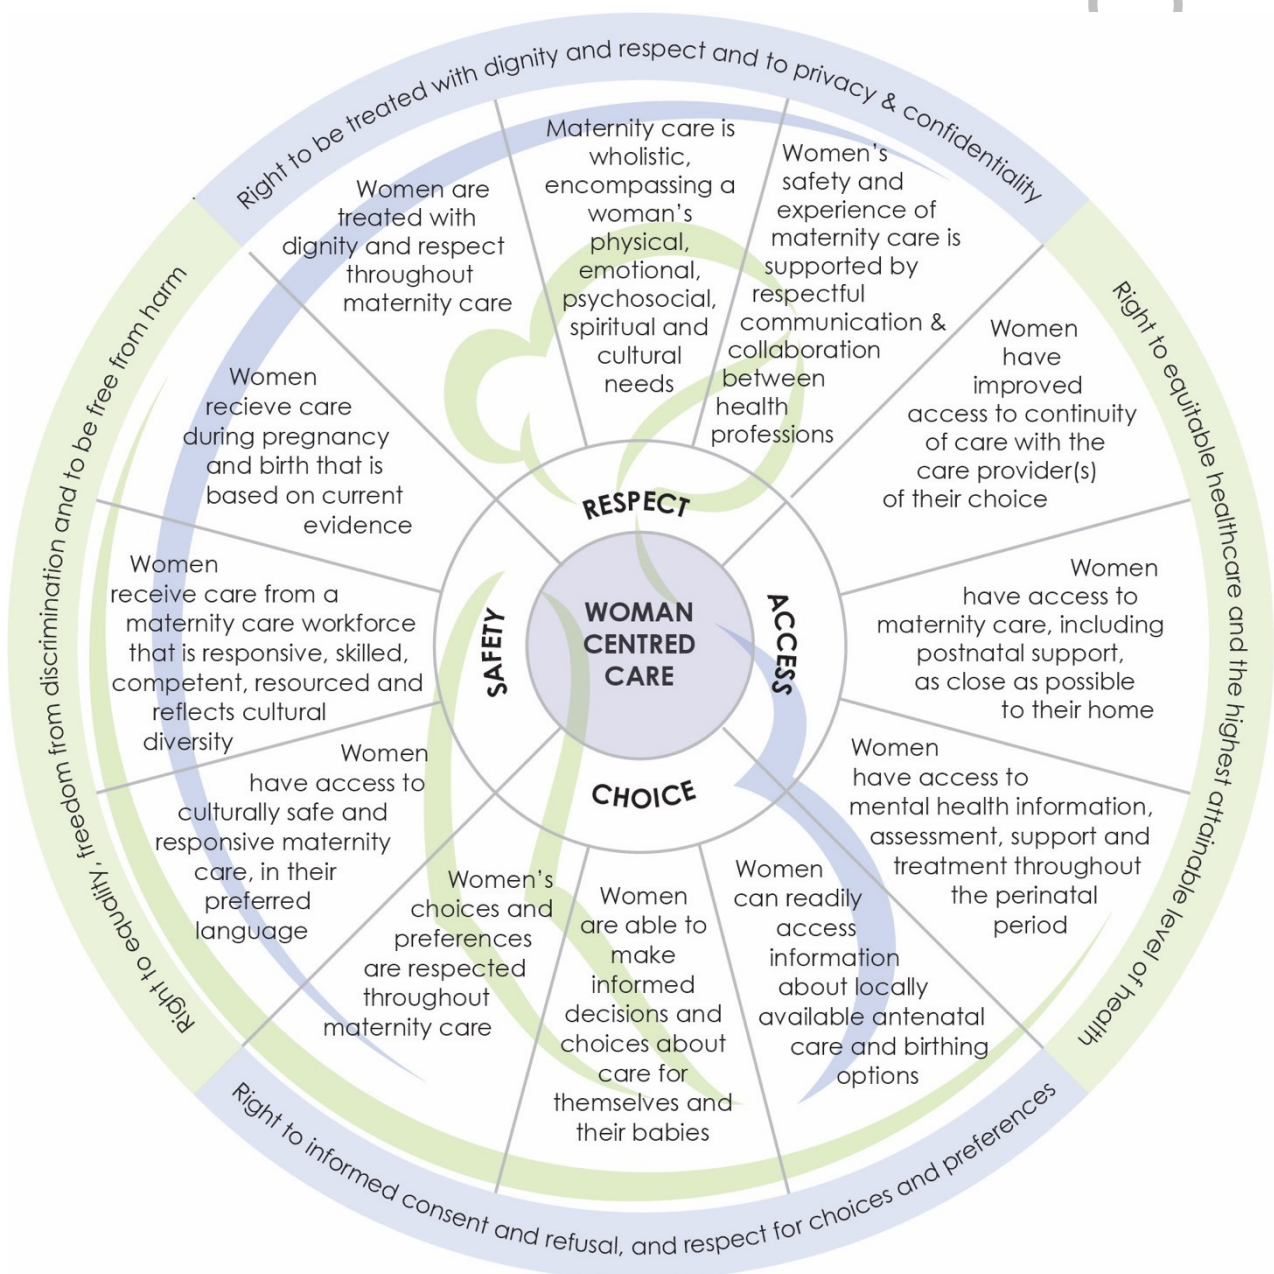 Right to be treated with dignity and respect and to privacy & confidentiality
Right to equitable healthcare and the highest attainable level of health
Right to informed consent and refusal, and respect for choices and preferences
Right to equality, freedom from discrimination and to be free from harm
Women are
treated with
dignity and respect
throughout
maternity care
Maternity care is
wholistic,
encompassing a
woman's
physical,
emotional,
psychosocial,
spiritual and
cultural
needs
Women's
safety and
experience of
maternity care is
supported by
respectful
communication &
collaboration
between
health
professions
Women
have
improved
access to continuity
of care with the
care provider(s)
of their choice
Women
have access to
maternity care, including
postnatal support,
as close as possible
to their home
Women
have access to
mental health information,
assessment, support and
treatment throughout
the perinatal
period
Women
can readily
access
information
about locally
available antenatal
care and birthing
options
Women
are able to
make
informed
decisions and
choices about
care for
themselves and
their babies
Women's
choices and
preferences
are respected
throughout
maternity care
Women
have access to
culturally safe and
responsive maternity
care, in their
preferred
language
Women
receive care from a
maternity care workforce
that is responsive, skilled,
competent, resourced and
reflects cultural
diversity
Women
recieve care
during pregnancy
and birth that is
based on current
evidence
RESPECT
ACCESS
CHOICE
SAFETY
WOMAN
CENTRED
CARE